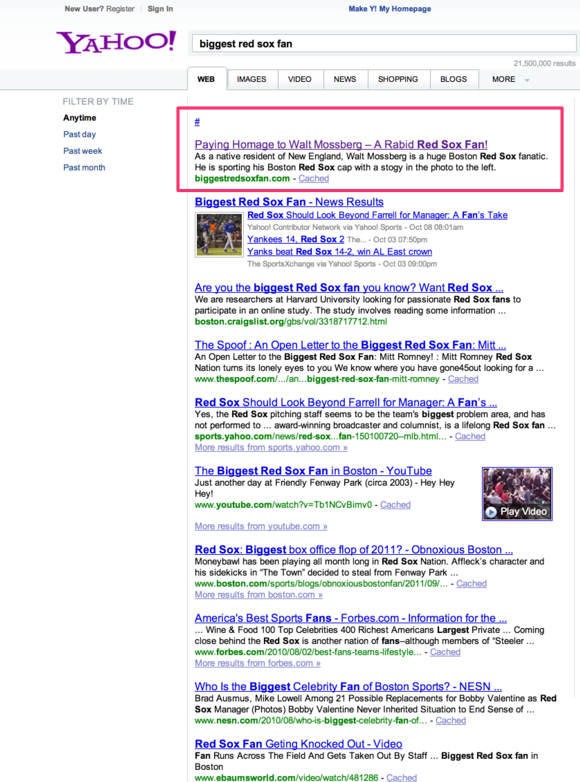 New User? Register | Sign In
Make Y! My Homepage
YAHOO!
biggest red sox fan
21,500,000 results
WEB IMAGES VIDEO NEWS SHOPPING BLOGS MORE
FILTER BY TIME
Anytime
Past day
Past week
Past month
#
Paying Homage to Walt Mossberg – A Rabid Red Sox Fan!
As a native resident of New England, Walt Mossberg is a huge Boston Red Sox fanatic.
He is sporting his Boston Red Sox cap with a stogy in the photo to the left.
biggestredsoxfan.com - Cached
Biggest Red Sox Fan - News Results
Red Sox Should Look Beyond Farrell for Manager: A Fan's Take
Yahoo! Contributor Network via Yahoo! Sports - Oct 08 08:01am
Yankees 14, Red Sox 2 The... - Oct 03 07:50pm
Yanks beat Red Sox 14-2, win AL East crown
The SportsXchange via Yahoo! Sports - Oct 03 09:00pm
Are you the biggest Red Sox fan you know? Want Red Sox ...
We are researchers at Harvard University looking for passionate Red Sox fans to
participate in an online study. The study involves reading some information ...
boston.craigslist.org/gbs/vol/3318717712.html
The Spoof : An Open Letter to the Biggest Red Sox Fan: Mitt ...
An Open Letter to the Biggest Red Sox Fan: Mitt Romney! : Mitt Romney Red Sox
Nation turns its lonely eyes to you We know where you have gone45out looking for a ...
www.thespoof.com/.../an...biggest-red-sox-fan-mitt-romney - Cached
Red Sox Should Look Beyond Farrell for Manager: A Fan's ...
Yes, the Red Sox pitching staff seems to be the team's biggest problem area, and has
not performed to ... award-winning broadcaster and columnist, is a lifelong Red Sox fan ...
sports.yahoo.com/news/red-sox...fan-150100720--mlb.html... - Cached
More results from sports.yahoo.com »
The Biggest Red Sox Fan in Boston - YouTube
Just another day at Friendly Fenway Park (circa 2003) - Hey Hey
Hey!
www.youtube.com/watch?v=Tb1NCvBimv0 - Cached
Play Video
More results from youtube.com »
Red Sox: Biggest box office flop of 2011? - Obnoxious Boston ...
Moneybawl has been playing all month long in Red Sox Nation. Affleck's character and
his sidekicks in "The Town" decided to steal from Fenway Park ...
www.boston.com/sports/blogs/obnoxiousbostonfan/2011/09/... - Cached
More results from boston.com »
America's Best Sports Fans - Forbes.com - Information for the ...
... Wine & Food 100 Top Celebrities 400 Richest Americans Largest Private ... Coming
close behind the Red Sox is another nation of fans–although members of "Steeler ...
www.forbes.com/2010/08/02/best-fans-teams-lifestyle... - Cached
More results from forbes.com »
Who Is the Biggest Celebrity Fan of Boston Sports? - NESN ...
Brad Ausmus, Mike Lowell Among 21 Possible Replacements for Bobby Valentine as Red
Sox Manager (Photos) Bobby Valentine Never Inherited Situation to End Sense of ...
www.nesn.com/2010/08/who-is-biggest-celebrity-fan-of... - Cached
Red Sox Fan Geting Knocked Out - Video
Fan Runs Across The Field And Gets Taken Out By Staff ... Biggest Red Sox fan in
Boston
www.ebaumsworld.com/video/watch/481286 - Cached